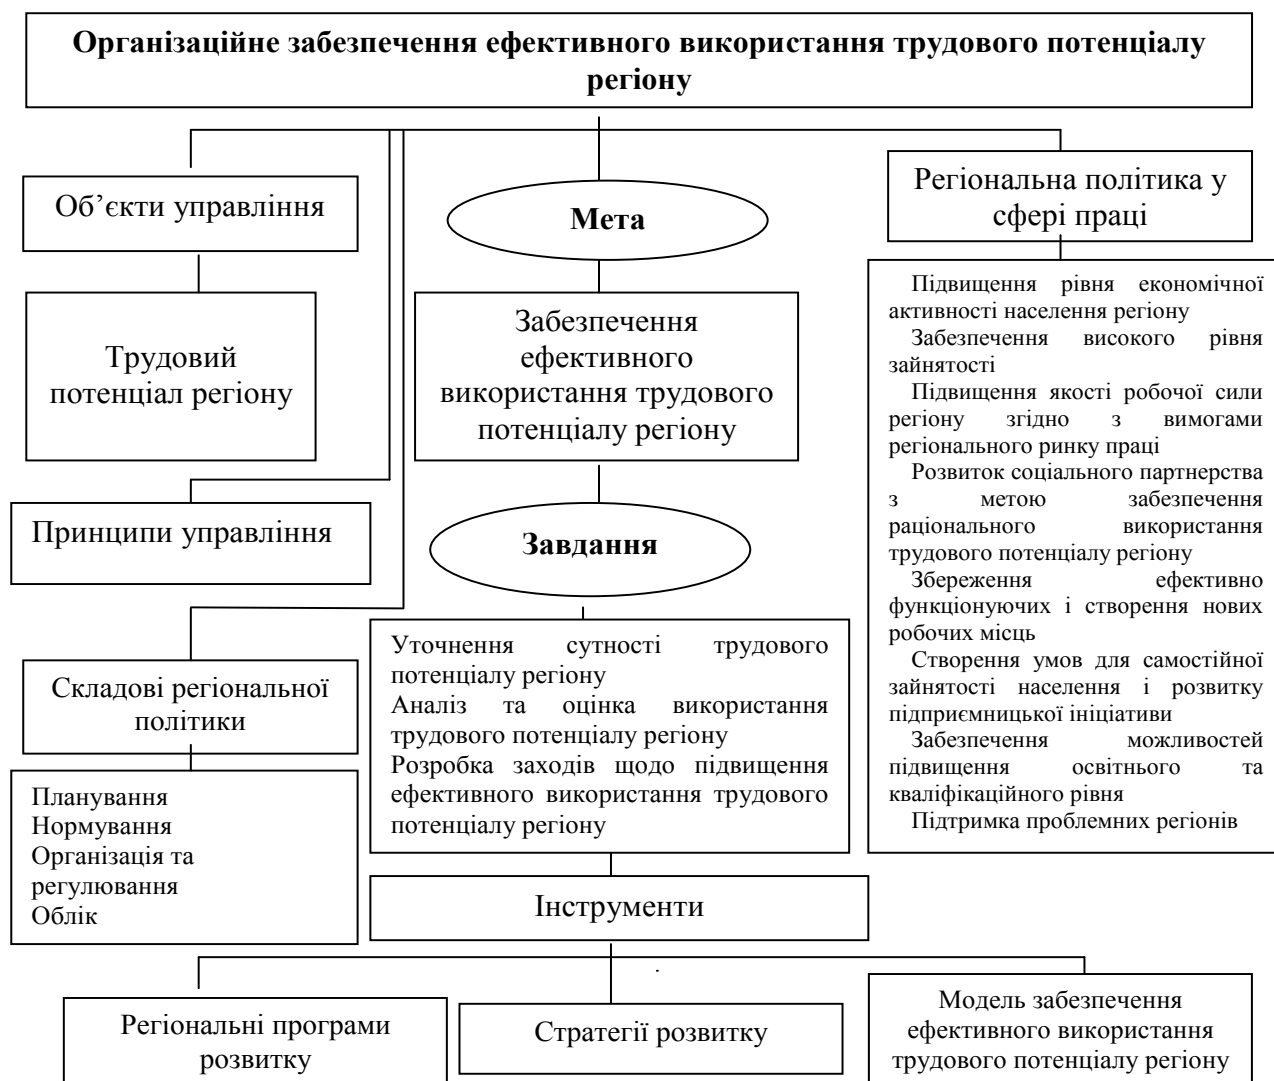 Організаційне забезпечення ефективного використання трудового потенціалу
регіону
Об’єкти управління
Мета
Регіональна політика у
сфері праці
Трудовий
потенціал регіону
Забезпечення
ефективного
використання трудового
потенціалу регіону
Підвищення рівня економічної
активності населення регіону
Забезпечення високого рівня
зайнятості
Підвищення якості робочої сили
регіону згідно з вимогами
регіонального ринку праці
Розвиток соціального партнерства
з метою забезпечення
раціонального використання
трудового потенціалу регіону
Збереження ефективно
функціонуючих і створення нових
робочих місць
Створення умов для самостійної
зайнятості населення і розвитку
підприємницької ініціативи
Забезпечення можливостей
підвищення освітнього та
кваліфікаційного рівня
Підтримка проблемних регіонів
Принципи управління
Завдання
Складові регіональної
політики
Уточнення сутності трудового
потенціалу регіону
Аналіз та оцінка використання
трудового потенціалу регіону
Розробка заходів щодо підвищення
ефективного використання трудового
потенціалу регіону
Планування
Нормування
Організація та
регулювання
Облік
Інструменти
Регіональні програми
розвитку
Стратегії розвитку
Модель забезпечення
ефективного використання
трудового потенціалу регіону